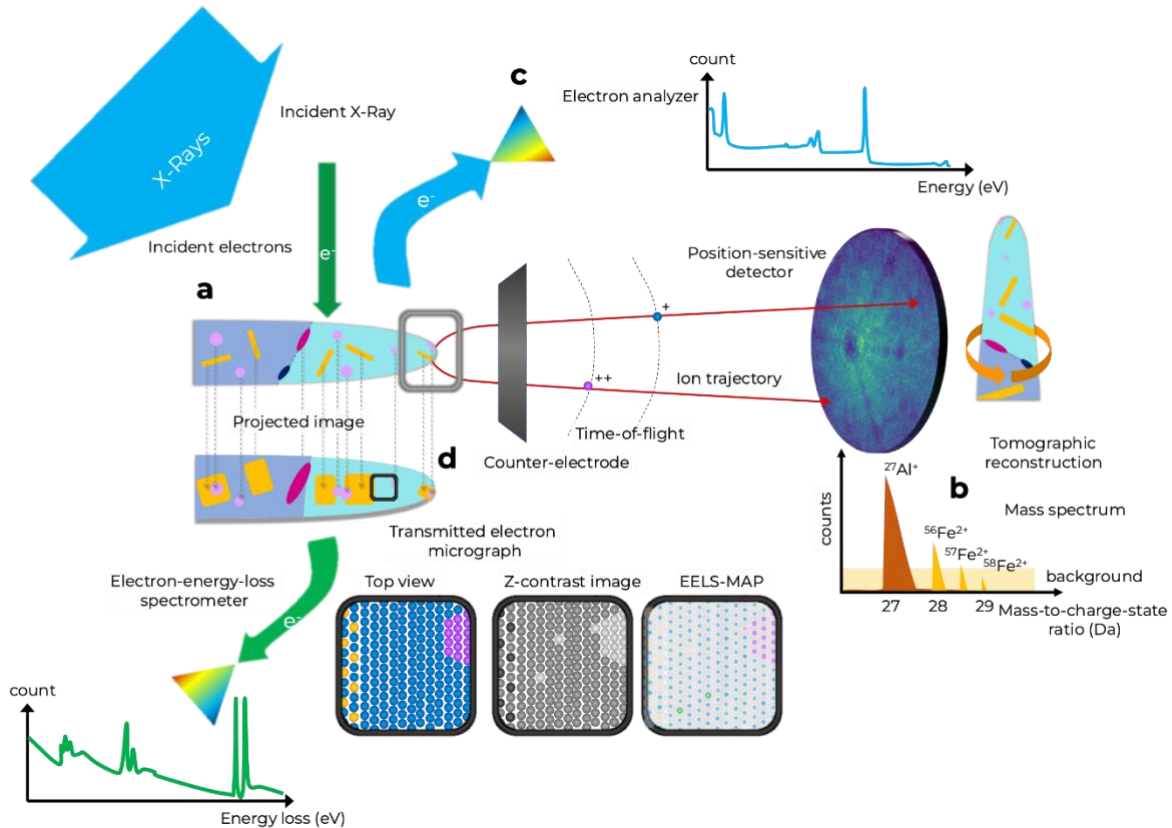 c
count
Electron analyzer
Energy (eV)
Incident X-Ray
X-Rays
e-
Incident electrons
e-
a
Position-sensitive
detector
+
++
Ion trajectory
Time-of-flight
Counter-electrode
Projected image
d
Transmitted electron
micrograph
Tomographic
reconstruction
b
Mass spectrum
counts
27Al+
56Fe2+
57Fe2+
58Fe2+
background
27 28 29
Mass-to-charge-state
ratio (Da)
Electron-energy-loss
spectrometer
e-
Top view
Z-contrast image
EELS-MAP
count
Energy loss (eV)